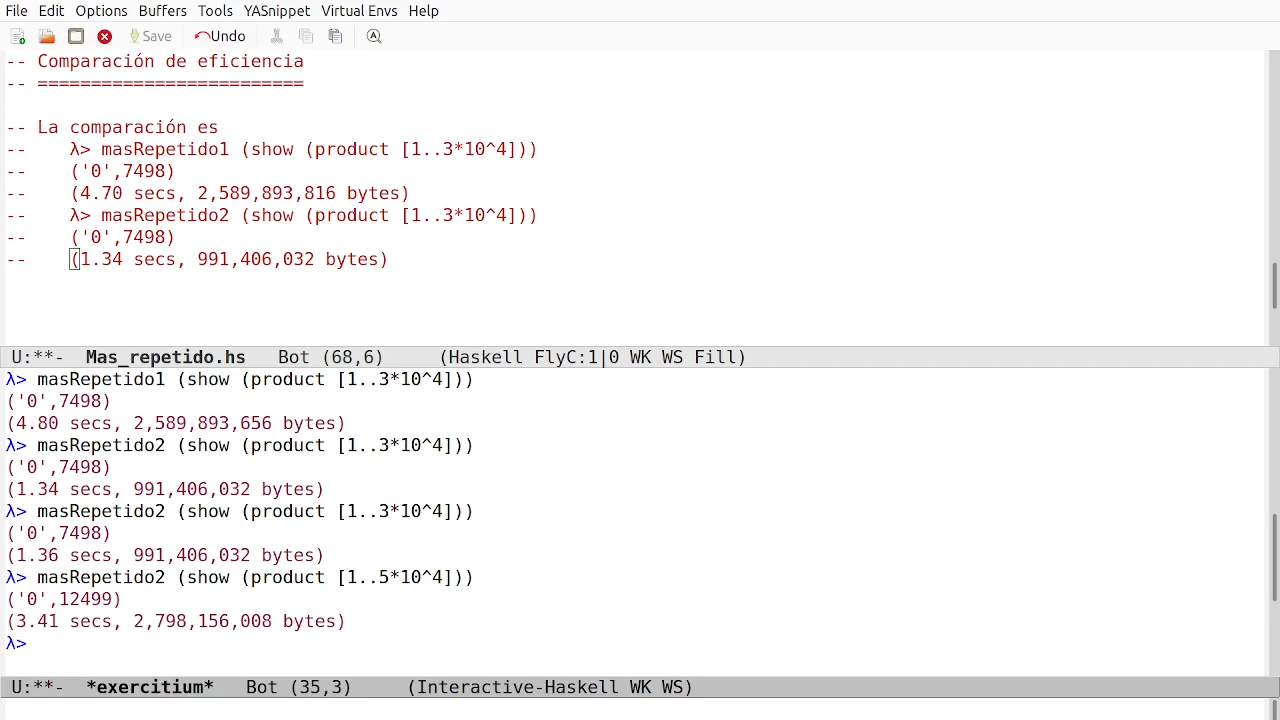 File Edit Options Buffers Tools YASnippet Virtual Envs Help
Save Undo
-- Comparación de eficiencia
-- =========================
-- La comparación es
--    λ> masRepetido1 (show (product [1..3*10^4]))
--    ('0',7498)
--    (4.70 secs, 2,589,893,816 bytes)
--    λ> masRepetido2 (show (product [1..3*10^4]))
--    ('0',7498)
--    (1.34 secs, 991,406,032 bytes)
U:**-  Mas_repetido.hs   Bot (68,6)     (Haskell FlyC:1|0 WK WS Fill)
λ> masRepetido1 (show (product [1..3*10^4]))
('0',7498)
(4.80 secs, 2,589,893,656 bytes)
λ> masRepetido2 (show (product [1..3*10^4]))
('0',7498)
(1.34 secs, 991,406,032 bytes)
λ> masRepetido2 (show (product [1..3*10^4]))
('0',7498)
(1.36 secs, 991,406,032 bytes)
λ> masRepetido2 (show (product [1..5*10^4]))
('0',12499)
(3.41 secs, 2,798,156,008 bytes)
λ>
U:**-  *exercitium*   Bot (35,3)     (Interactive-Haskell WK WS)